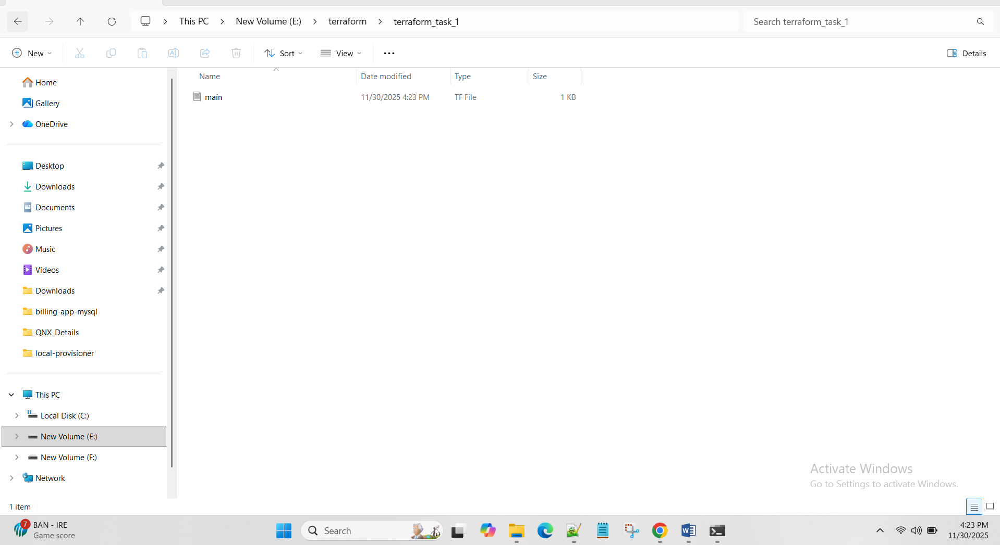 This PC
New Volume (E:)
terraform
terraform_task_1
Search terraform_task_1
New
Sort
View
Details
Name
Date modified
Type
Size
main
11/30/2025 4:23 PM
TF File
1 KB
Home
Gallery
OneDrive
Desktop
Downloads
Documents
Pictures
Music
Videos
Downloads
billing-app-mysql
QNX_Details
local-provisioner
This PC
Local Disk (C:)
New Volume (E:)
New Volume (F:)
Network
Activate Windows
Go to Settings to activate Windows.
1 item
7
BAN - IRE
Game score
Search
4:23 PM
11/30/2025